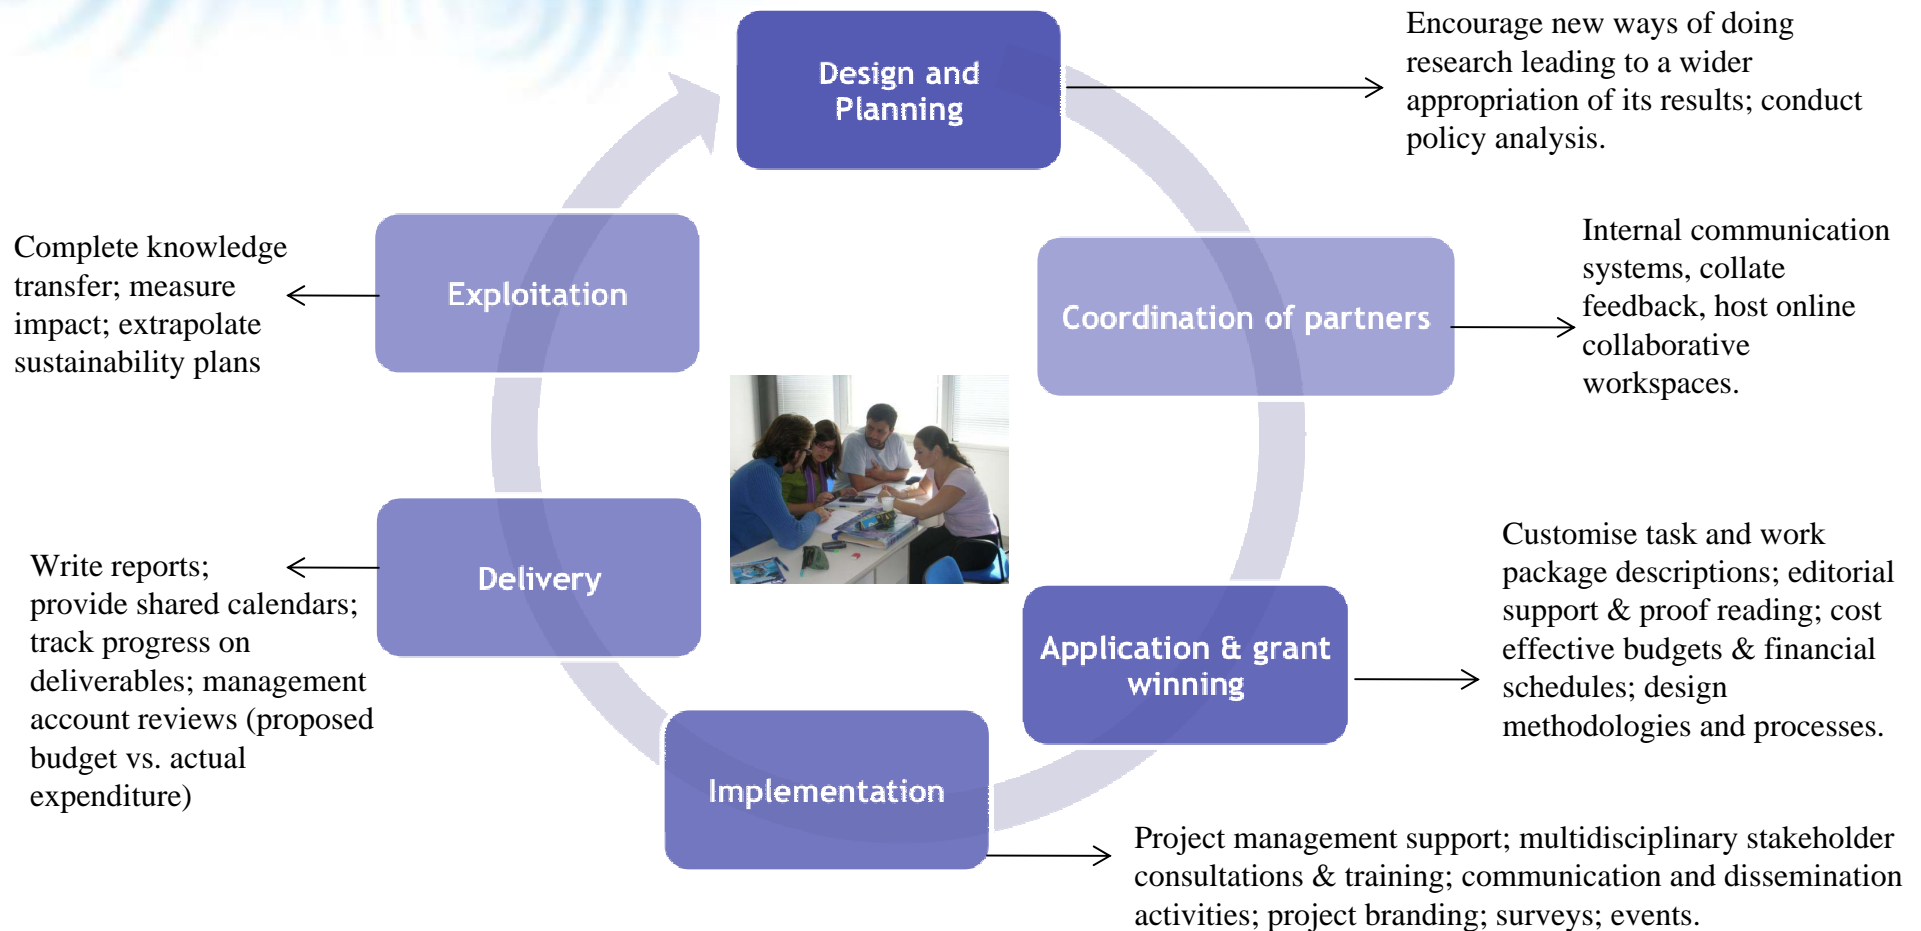 Design and
Planning
Encourage new ways of doing
research leading to a wider
appropriation of its results; conduct
policy analysis.
Coordination of partners
Internal communication
systems, collate
feedback, host online
collaborative
workspaces.
Application & grant
winning
Customise task and work
package descriptions; editorial
support & proof reading; cost
effective budgets & financial
schedules; design
methodologies and processes.
Implementation
Project management support; multidisciplinary stakeholder
consultations & training; communication and dissemination
activities; project branding; surveys; events.
Delivery
Write reports;
provide shared calendars;
track progress on
deliverables; management
account reviews (proposed
budget vs. actual
expenditure)
Exploitation
Complete knowledge
transfer; measure
impact; extrapolate
sustainability plans